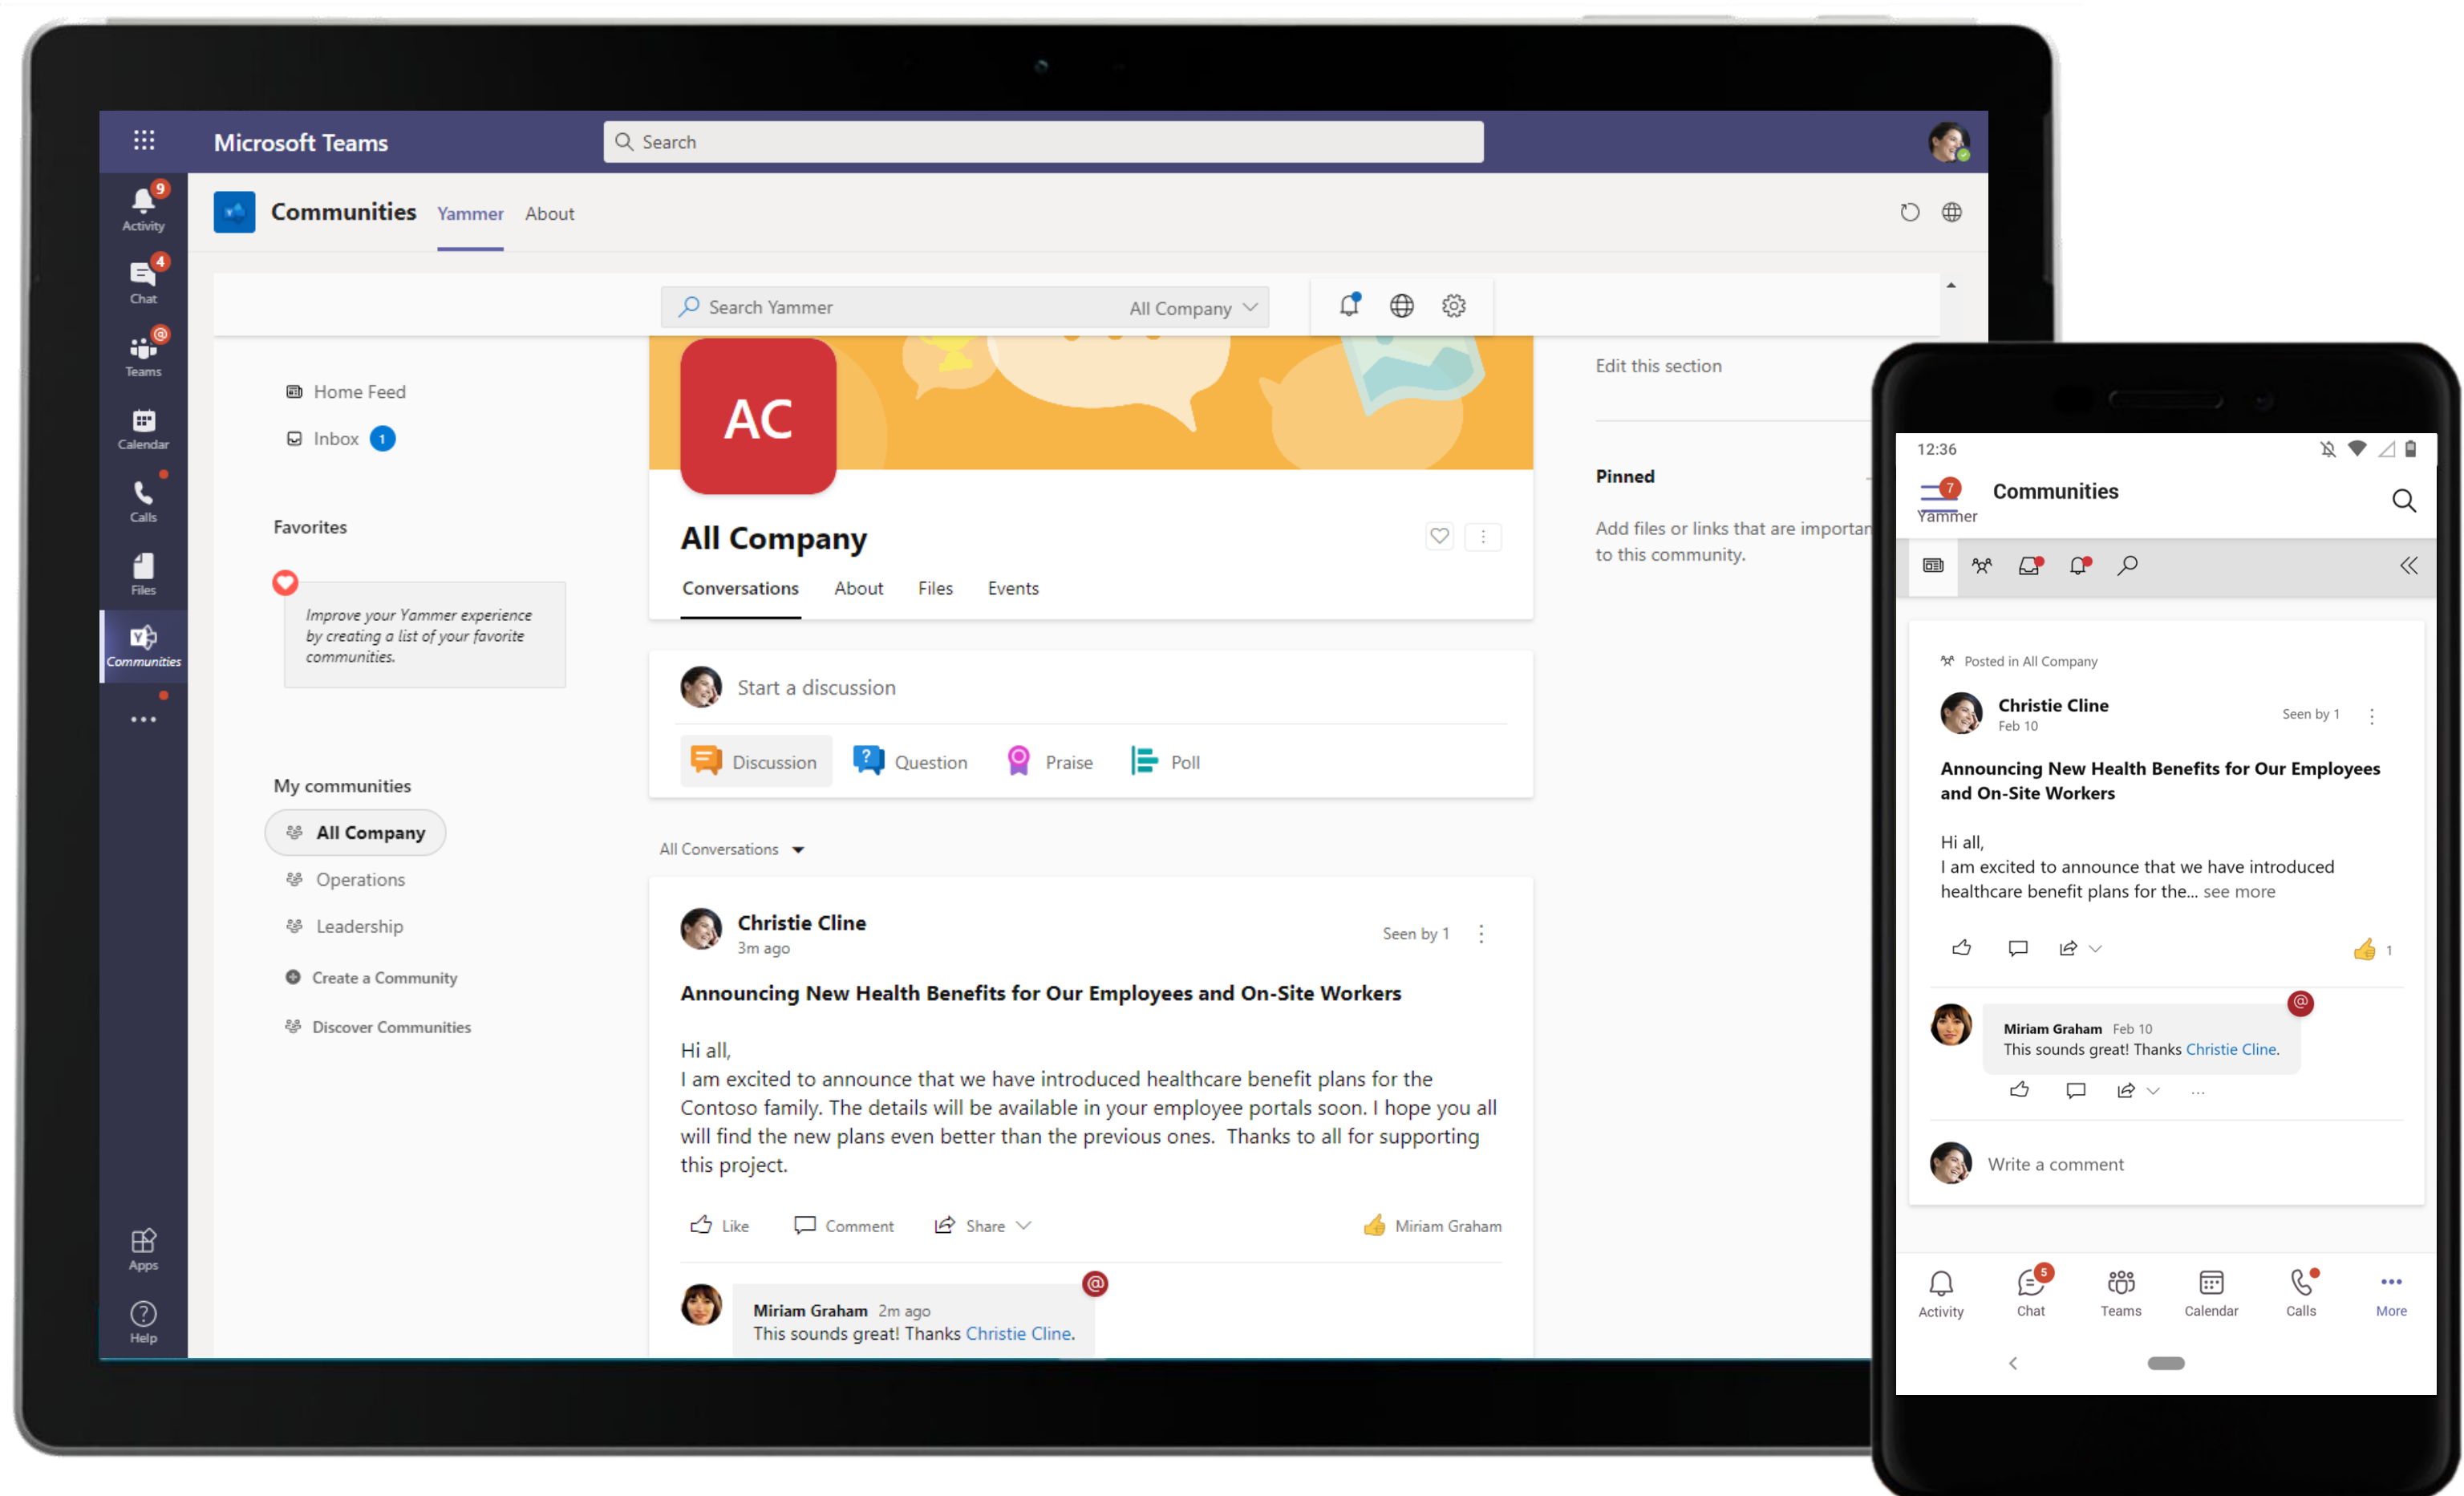 Microsoft Teams
Search
9
Activity
4
Chat
@
Teams
Calendar
Calls
Files
Communities
Apps
Help
Communities Yammer About
Search Yammer All Company
Home Feed
Inbox 1
Favorites
Improve your Yammer experience
by creating a list of your favorite
communities.
My communities
All Company
Operations
Leadership
Create a Community
Discover Communities
AC
All Company
Conversations About Files Events
Start a discussion
Discussion ? Question Praise Poll
All Conversations
Christie Cline
3m ago
Seen by 1
Announcing New Health Benefits for Our Employees and On-Site Workers
Hi all,
I am excited to announce that we have introduced healthcare benefit plans for the
Contoso family. The details will be available in your employee portals soon. I hope you all
will find the new plans even better than the previous ones. Thanks to all for supporting
this project.
Like Comment Share Miriam Graham
@
Miriam Graham 2m ago
This sounds great! Thanks Christie Cline.
Edit this section
Pinned
Add files or links that are importan
to this community.
12:36
7
Yammer
Communities
Posted in All Company
Christie Cline
Feb 10
Seen by 1
Announcing New Health Benefits for Our Employees
and On-Site Workers
Hi all,
I am excited to announce that we have introduced
healthcare benefit plans for the... see more
1
@
Miriam Graham Feb 10
This sounds great! Thanks Christie Cline.
Write a comment
Activity
5
Chat
Teams
Calendar
Calls
More